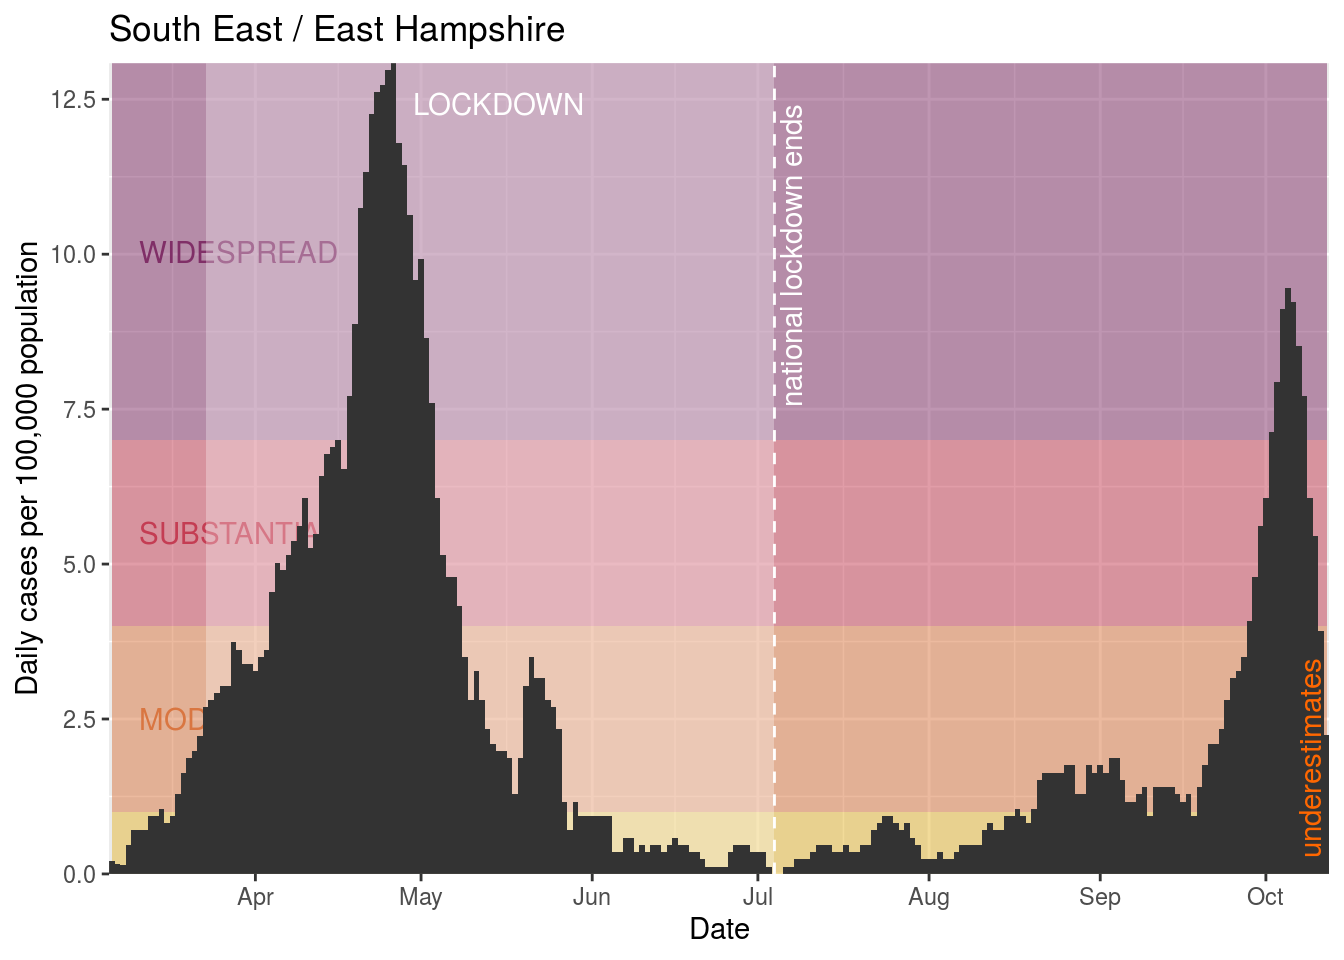 South East / East Hampshire
12.5
10.0
7.5
5.0
2.5
0.0
Daily cases per 100,000 population
LOCKDOWN
WIDESPREAD
SUBSTANTIA
MOD
national lockdown ends
underestimates
Apr
May
Jun
Jul
Aug
Sep
Oct
Date